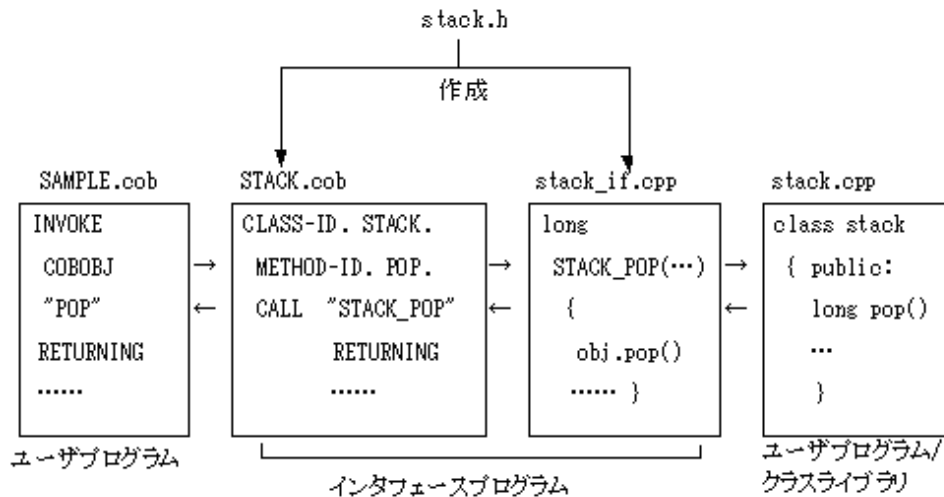 stack.h
作成
SAMPLE.cob
INVOKE
COBOBJ
"POP"
RETURNING
……
ユーザプログラム
STACK.cob
CLASS-ID. STACK.
METHOD-ID. POP.
CALL "STACK_POP"
RETURNING
……
stack_if.cpp
long
STACK_POP(…)
{
obj.pop()
…… }
インタフェースプログラム
stack.cpp
class stack
{ public:
long pop()
…
}
ユーザプログラム/
クラスライブラリ